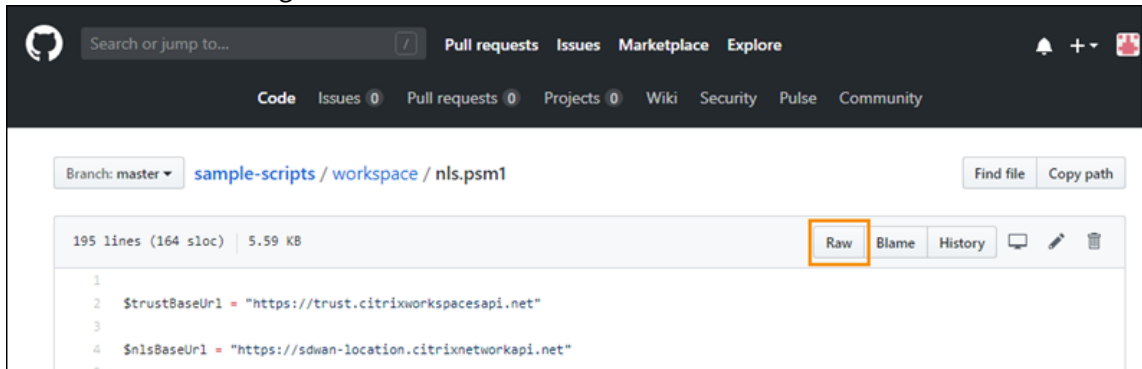 Search or jump to... / Pull requests Issues Marketplace Explore
Code Issues 0 Pull requests 0 Projects 0 Wiki Security Pulse Community
Branch: master sample-scripts / workspace / nls.psm1 Find file Copy path
195 lines (164 sloc) 5.59 KB Raw Blame History
1
2 $trustBaseUrl = "https://trust.citrixworkspacesapi.net"
3
4 $nlsBaseUrl = "https://sdwan-location.citrixnetworkapi.net"